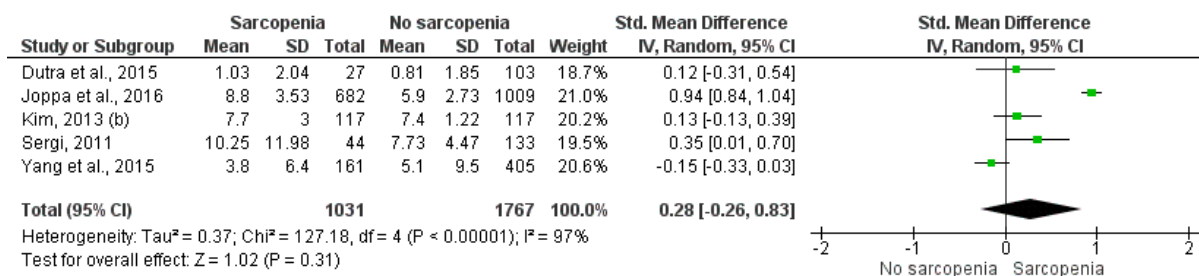 Sarcopenia No sarcopenia Std. Mean Difference Std. Mean Difference
Study or Subgroup Mean SD Total Mean SD Total Weight IV, Random, 95% CI IV, Random, 95% CI
Dutra et al., 2015 1.03 2.04 27 0.81 1.85 103 18.7% 0.12 [-0.31, 0.54]
Joppa et al., 2016 8.8 3.53 682 5.9 2.73 1009 21.0% 0.94 [0.84, 1.04]
Kim, 2013 (b) 7.7 3 117 7.4 1.22 117 20.2% 0.13 [-0.13, 0.39]
Sergi, 2011 10.25 11.98 44 7.73 4.47 133 19.5% 0.35 [0.01, 0.70]
Yang et al., 2015 3.8 6.4 161 5.1 9.5 405 20.6% -0.15 [-0.33, 0.03]
Total (95% CI) 1031 1767 100.0% 0.28 [-0.26, 0.83]
Heterogeneity: Tau² = 0.37; Chi² = 127.18, df = 4 (P < 0.00001); I² = 97%
Test for overall effect: Z = 1.02 (P = 0.31)
-2 -1 0 1 2
No sarcopenia Sarcopenia